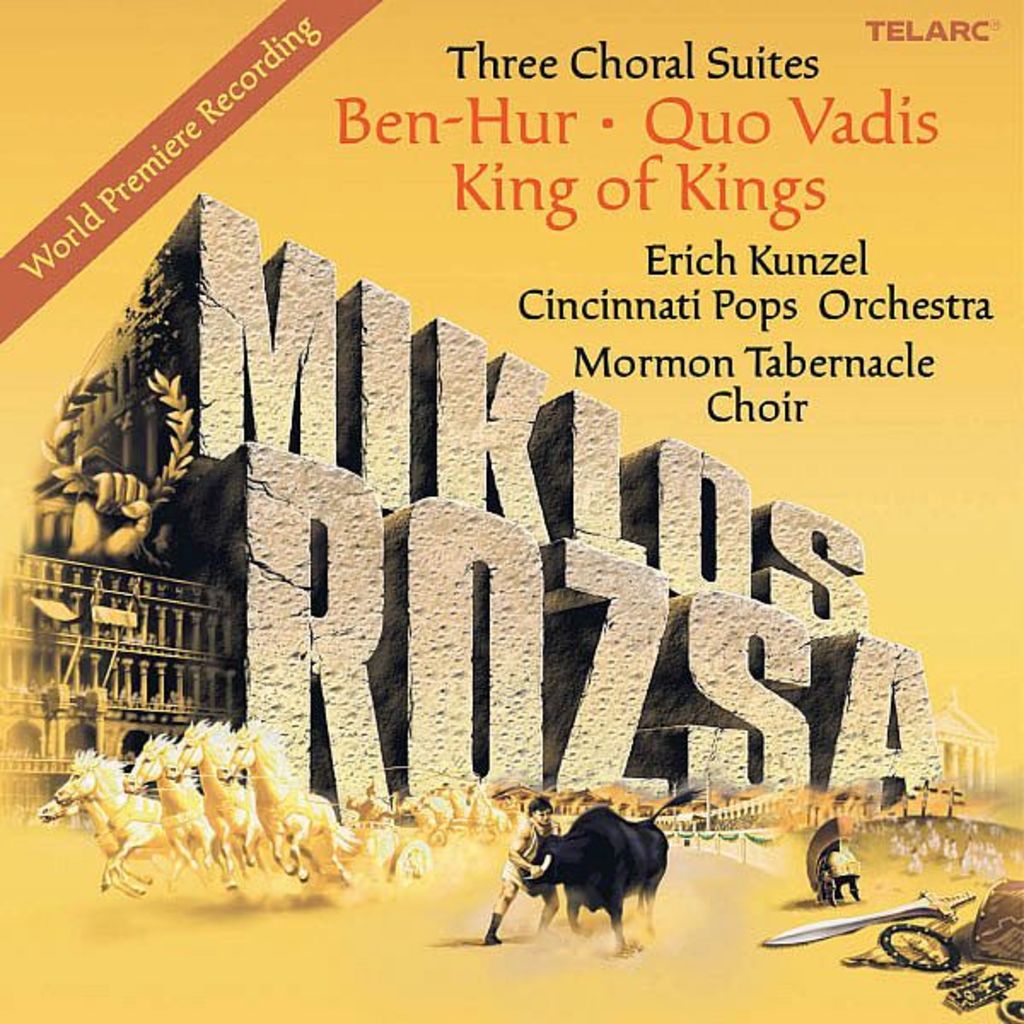 World Premiere Recording
TELARC®
Three Choral Suites
Ben-Hur · Quo Vadis
King of Kings
Erich Kunzel
Cincinnati Pops Orchestra
Mormon Tabernacle
Choir
MIKLOS
ROZSA